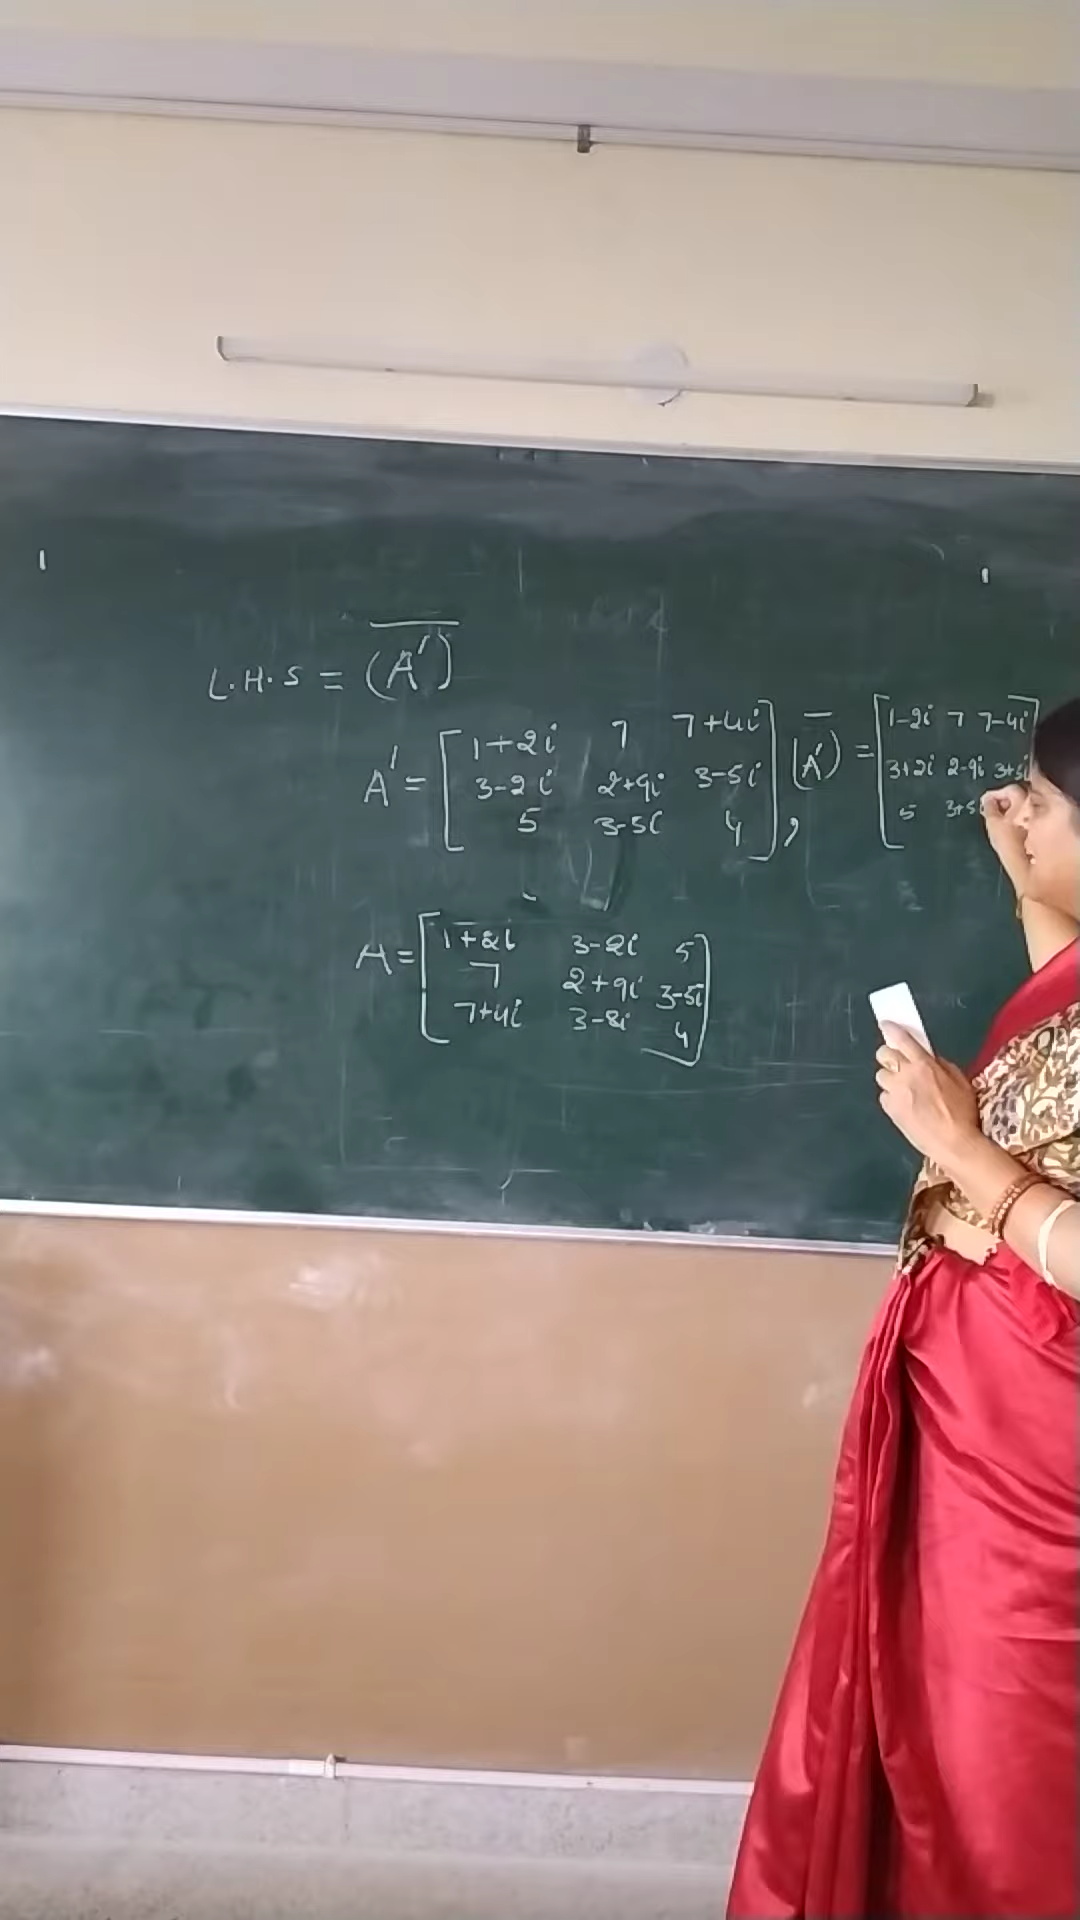 L.H.S = (A')‾
A' = [ 1+2i 7 7+4i ] , (A')‾ = [ 1-2i 7 7-4i ]
3-2i 2+9i 3-5i 3+2i 2-9i 3+5i
5 3-5i 4 5 3+5
A = [ 1+2i 3-2i 5 ]
7 2+9i 3-5i
7+4i 3-8i 4